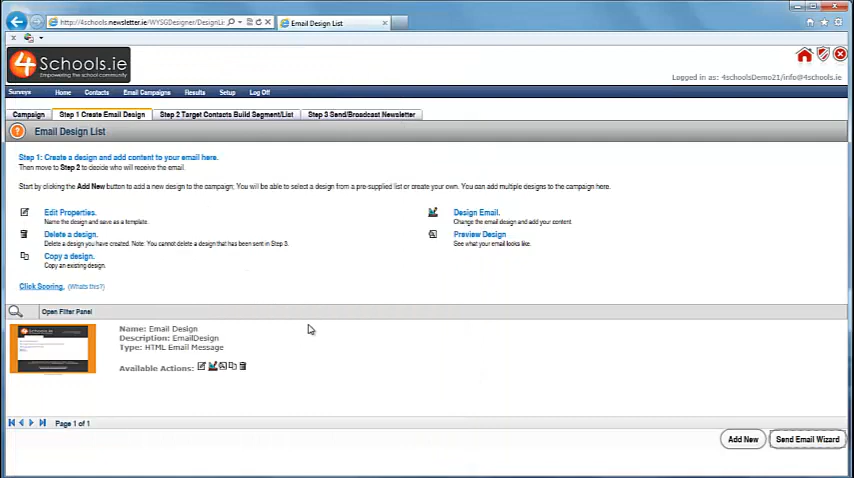 http://4schools.newsletter.ie/WYSGDesigner/DesignLis
Email Design List
4Schools.ie
Empowering the school community
Logged in as: 4schoolsDemo21/info@4schools.ie
Surveys Home Contacts Email Campaigns Results Setup Log Off
Campaign Step 1 Create Email Design Step 2 Target Contacts Build Segment/List Step 3 Send/Broadcast Newsletter
Email Design List
Step 1: Create a design and add content to your email here.
Then move to Step 2 to decide who will receive the email.
Start by clicking the Add New button to add a new design to the campaign; You will be able to select a design from a pre-supplied list or create your own. You can add multiple designs to the campaign here.
Edit Properties.
Name the design and save as a template.
Design Email.
Change the email design and add your content.
Delete a design.
Delete a design you have created. Note: You cannot delete a design that has been sent in Step 3.
Preview Design
See what your email looks like.
Copy a design.
Copy an existing design.
Click Scoring. (Whats this?)
Open Filter Panel
Name: Email Design
Description: EmailDesign
Type: HTML Email Message
Available Actions:
Page 1 of 1
Add New Send Email Wizard